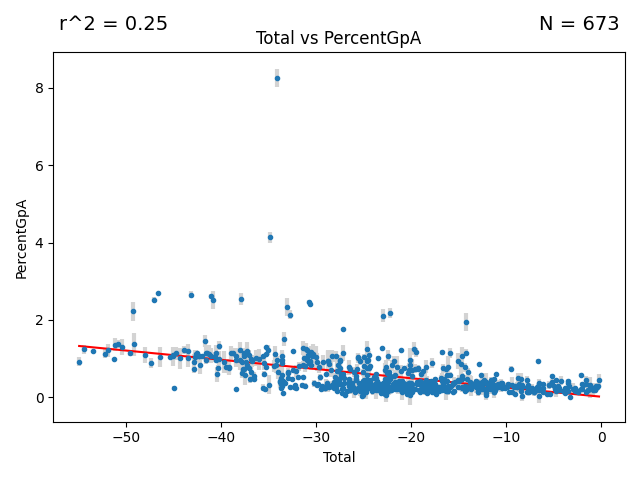 r^2 = 0.25
N = 673
Total vs PercentGpA
PercentGpA
8
6
4
2
0
−50
−40
−30
−20
−10
0
Total